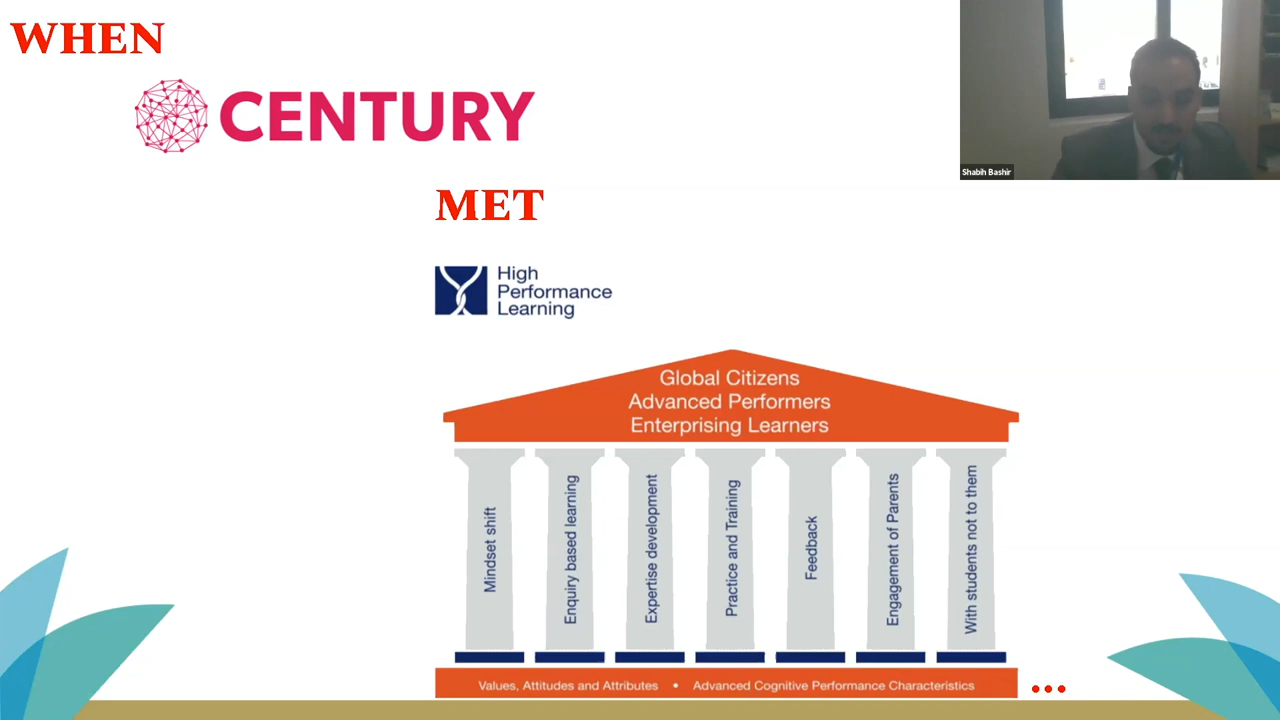 WHEN
CENTURY
Shabih Bashir
MET
High
Performance
Learning
Global Citizens
Advanced Performers
Enterprising Learners
Mindset shift
Enquiry based learning
Expertise development
Practice and Training
Feedback
Engagement of Parents
With students not to them
Values, Attitudes and Attributes • Advanced Cognitive Performance Characteristics
...